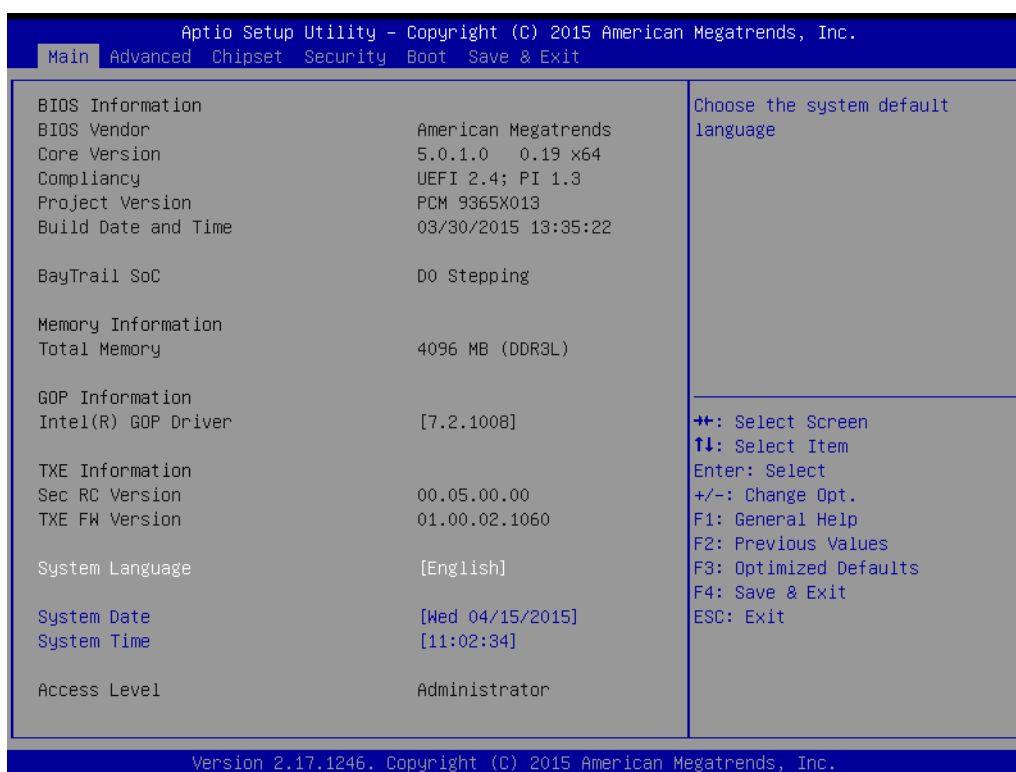 Aptio Setup Utility – Copyright (C) 2015 American Megatrends, Inc.
Main Advanced Chipset Security Boot Save & Exit
BIOS Information
BIOS Vendor American Megatrends
Core Version 5.0.1.0 0.19 x64
Compliancy UEFI 2.4; PI 1.3
Project Version PCM 9365X013
Build Date and Time 03/30/2015 13:35:22
BayTrail SoC D0 Stepping
Memory Information
Total Memory 4096 MB (DDR3L)
GOP Information
Intel(R) GOP Driver [7.2.1008]
TXE Information
Sec RC Version 00.05.00.00
TXE FW Version 01.00.02.1060
System Language [English]
System Date [Wed 04/15/2015]
System Time [11:02:34]
Access Level Administrator
Choose the system default
language
→←: Select Screen
↑↓: Select Item
Enter: Select
+/-: Change Opt.
F1: General Help
F2: Previous Values
F3: Optimized Defaults
F4: Save & Exit
ESC: Exit
Version 2.17.1246. Copyright (C) 2015 American Megatrends, Inc.